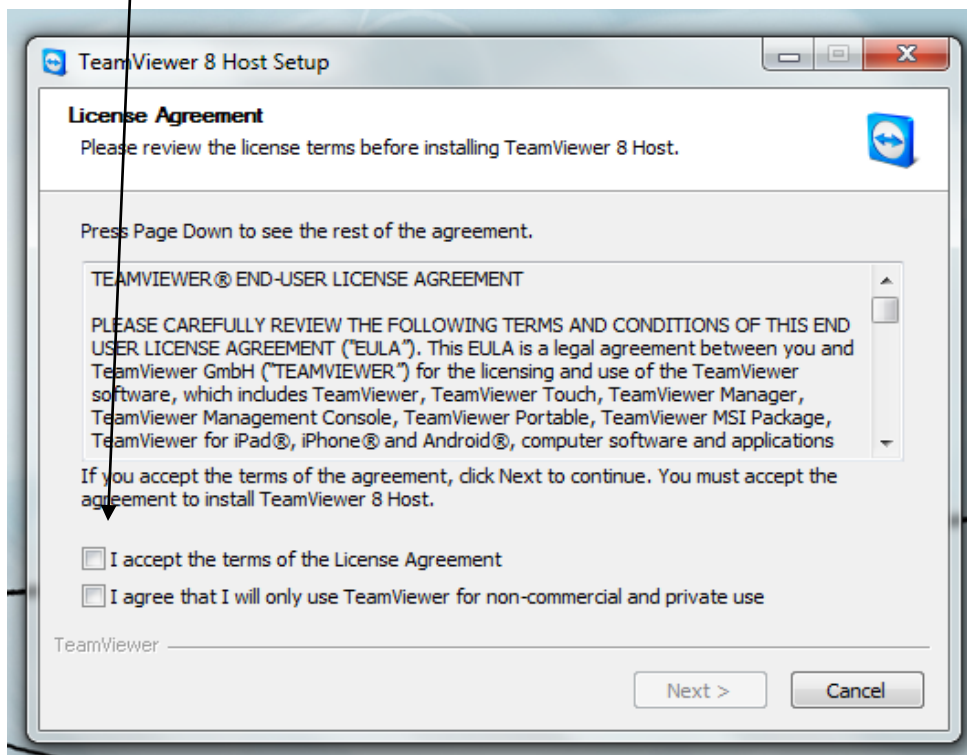 TeamViewer 8 Host Setup
License Agreement
Please review the license terms before installing TeamViewer 8 Host.
Press Page Down to see the rest of the agreement.
TEAMVIEWER® END-USER LICENSE AGREEMENT
PLEASE CAREFULLY REVIEW THE FOLLOWING TERMS AND CONDITIONS OF THIS END
USER LICENSE AGREEMENT ("EULA"). This EULA is a legal agreement between you and
TeamViewer GmbH ("TEAMVIEWER") for the licensing and use of the TeamViewer
software, which includes TeamViewer, TeamViewer Touch, TeamViewer Manager,
TeamViewer Management Console, TeamViewer Portable, TeamViewer MSI Package,
TeamViewer for iPad®, iPhone® and Android®, computer software and applications
If you accept the terms of the agreement, click Next to continue. You must accept the
agreement to install TeamViewer 8 Host.
I accept the terms of the License Agreement
I agree that I will only use TeamViewer for non-commercial and private use
TeamViewer
Next >
Cancel